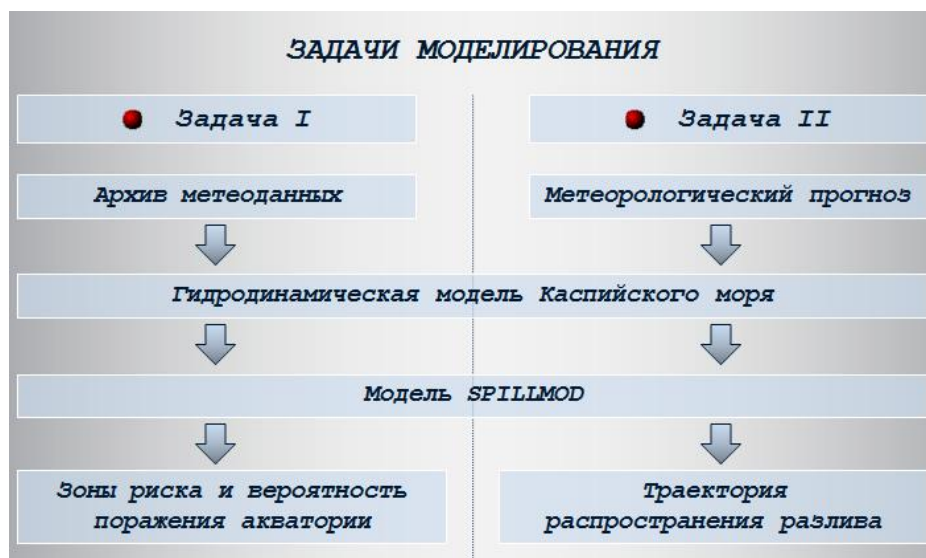 ЗАДАЧИ МОДЕЛИРОВАНИЯ
Задача I
Задача II
Архив метеоданных
Метеорологический прогноз
Гидродинамическая модель Каспийского моря
Модель SPILLMOD
Зоны риска и вероятность
поражения акватории
Траектория
распространения разлива